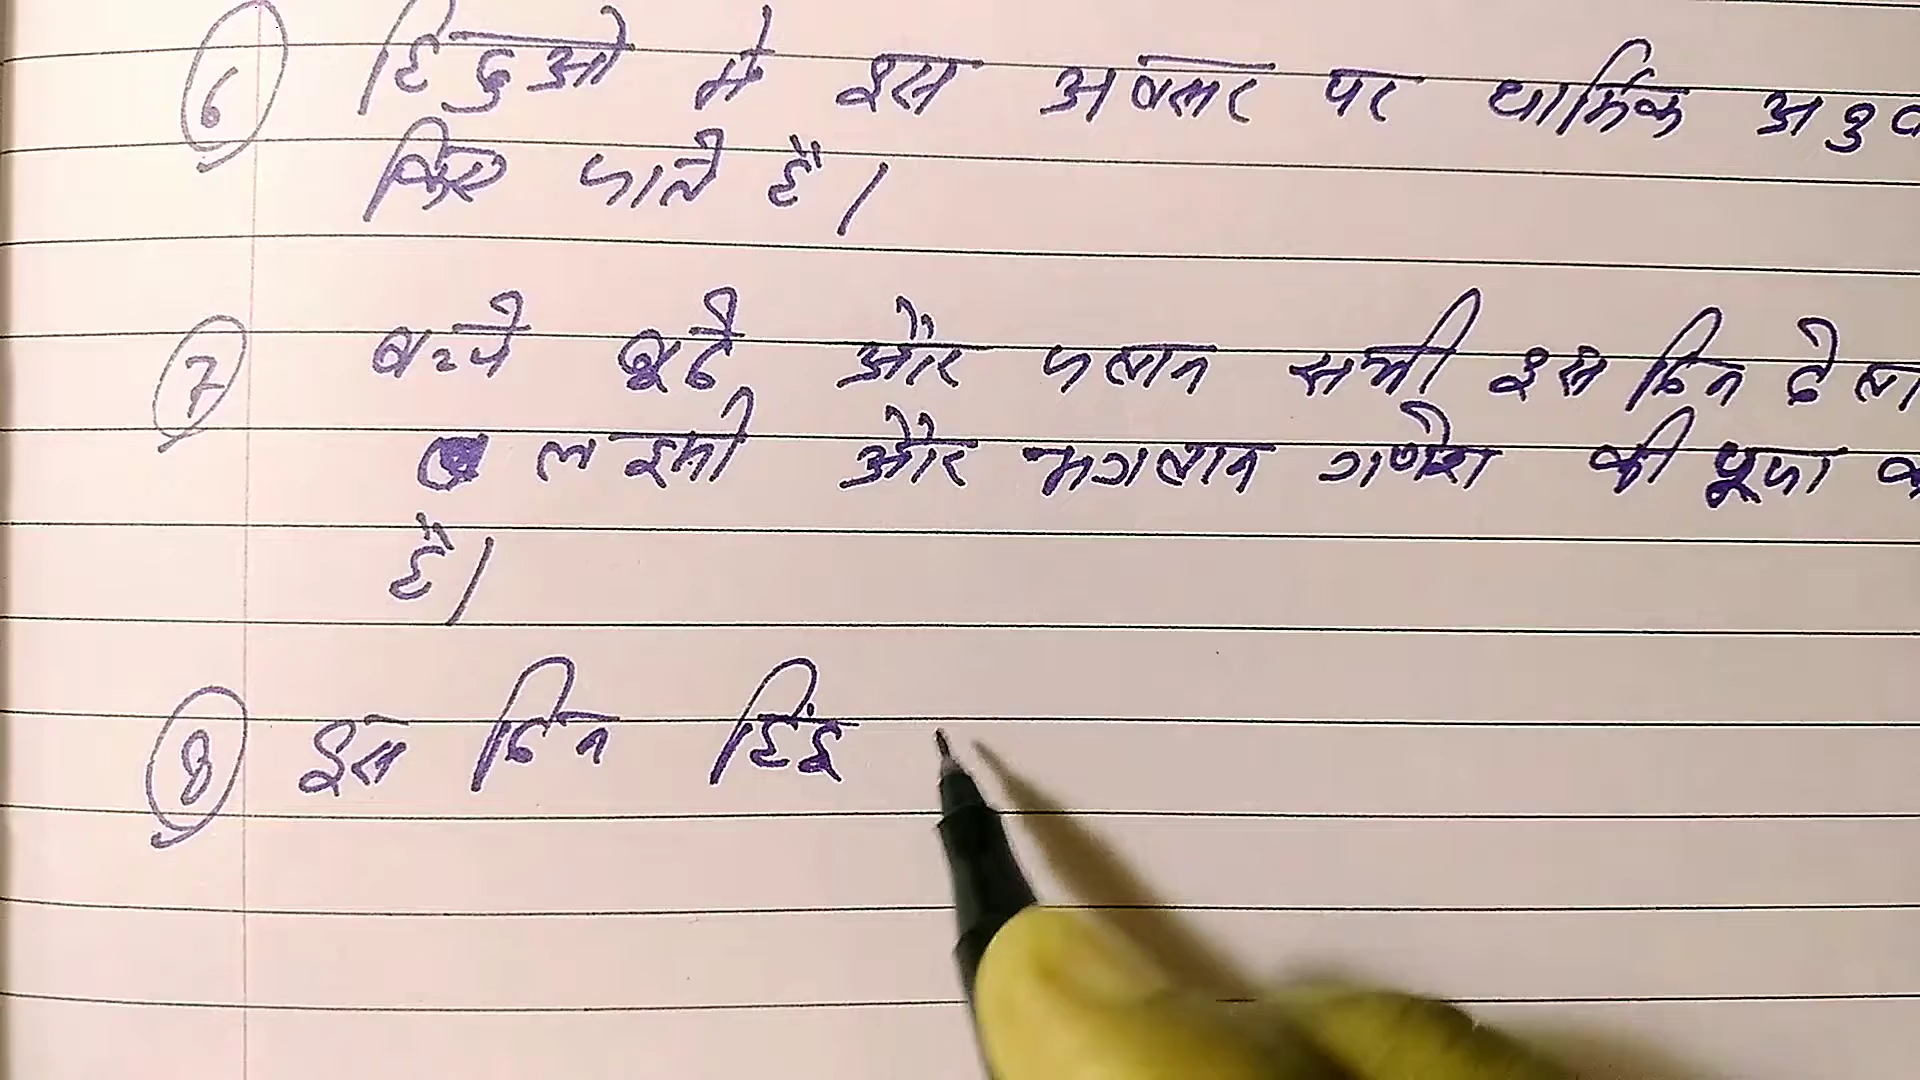 6 हिंदुओ मे इस अवसर पर धार्मिक
किए जाते है।
7 बच्चे बूढे और जवान सभी इस दिन
लक्ष्मी और भगवान गणेश की पूजा
है।
8 इस दिन हिंदू